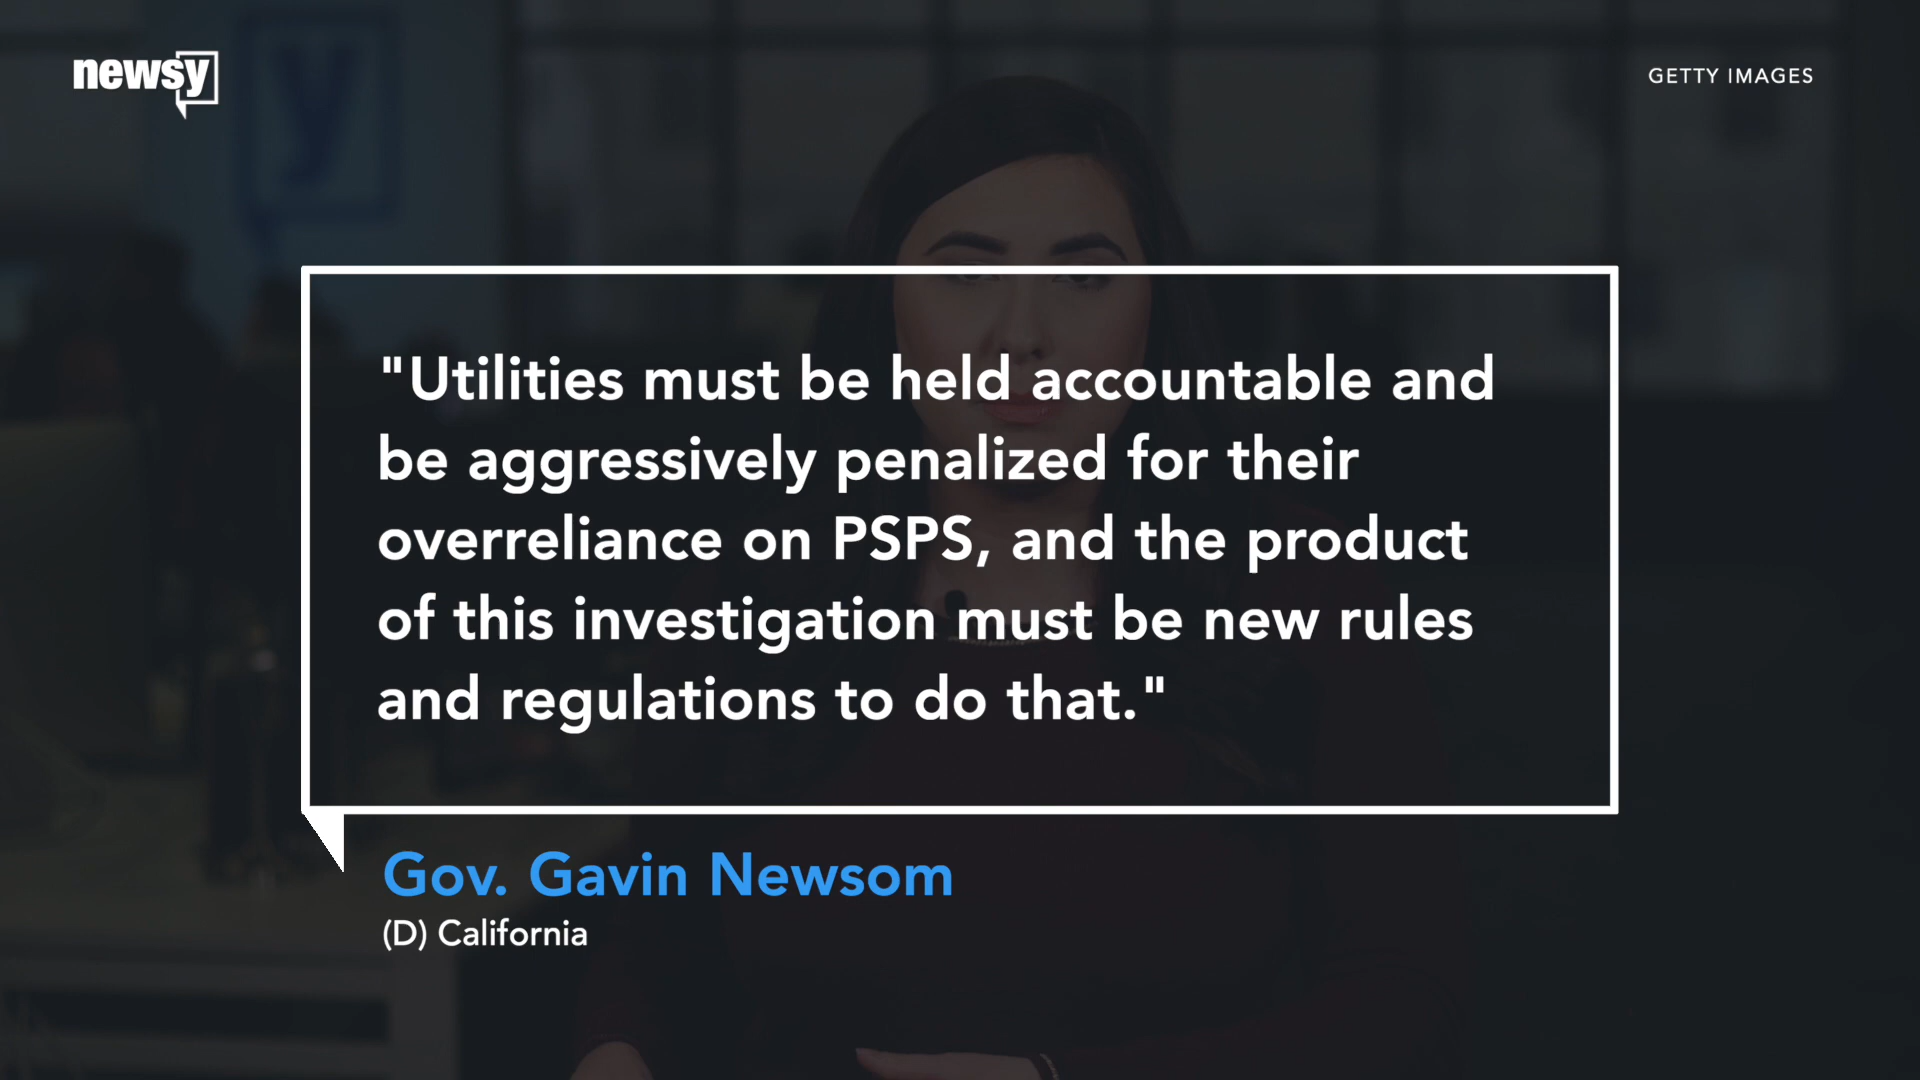 newsy
GETTY IMAGES
y
"Utilities must be held accountable and
be aggressively penalized for their
overreliance on PSPS, and the product
of this investigation must be new rules
and regulations to do that."
Gov. Gavin Newsom
(D) California